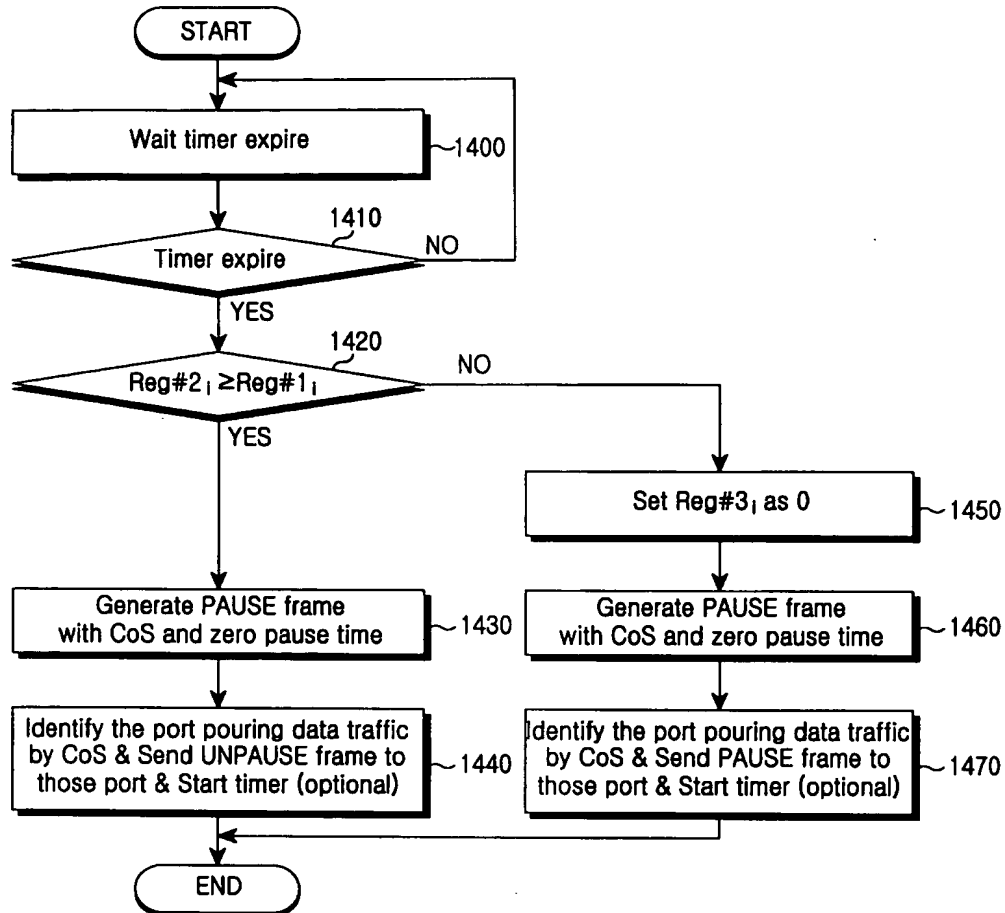 START
Wait timer expire
1400
1410
Timer expire
NO
YES
1420
Reg#2i ≥Reg#1i
NO
YES
Set Reg#3i as 0
1450
Generate PAUSE frame
with CoS and zero pause time
1430
Generate PAUSE frame
with CoS and zero pause time
1460
Identify the port pouring data traffic
by CoS & Send UNPAUSE frame to
those port & Start timer (optional)
1440
Identify the port pouring data traffic
by CoS & Send PAUSE frame to
those port & Start timer (optional)
1470
END